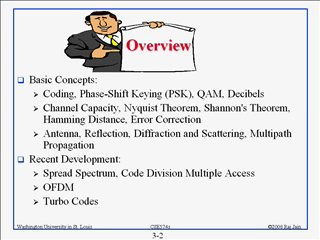 Overview
Basic Concepts:
Coding, Phase-Shift Keying (PSK), QAM, Decibels
Channel Capacity, Nyquist Theorem, Shannon's Theorem,
Hamming Distance, Error Correction
Antenna, Reflection, Diffraction and Scattering, Multipath
Propagation
Recent Development:
Spread Spectrum, Code Division Multiple Access
OFDM
Turbo Codes
Washington University in St. Louis CSE574s ©2006 Raj Jain
3-2